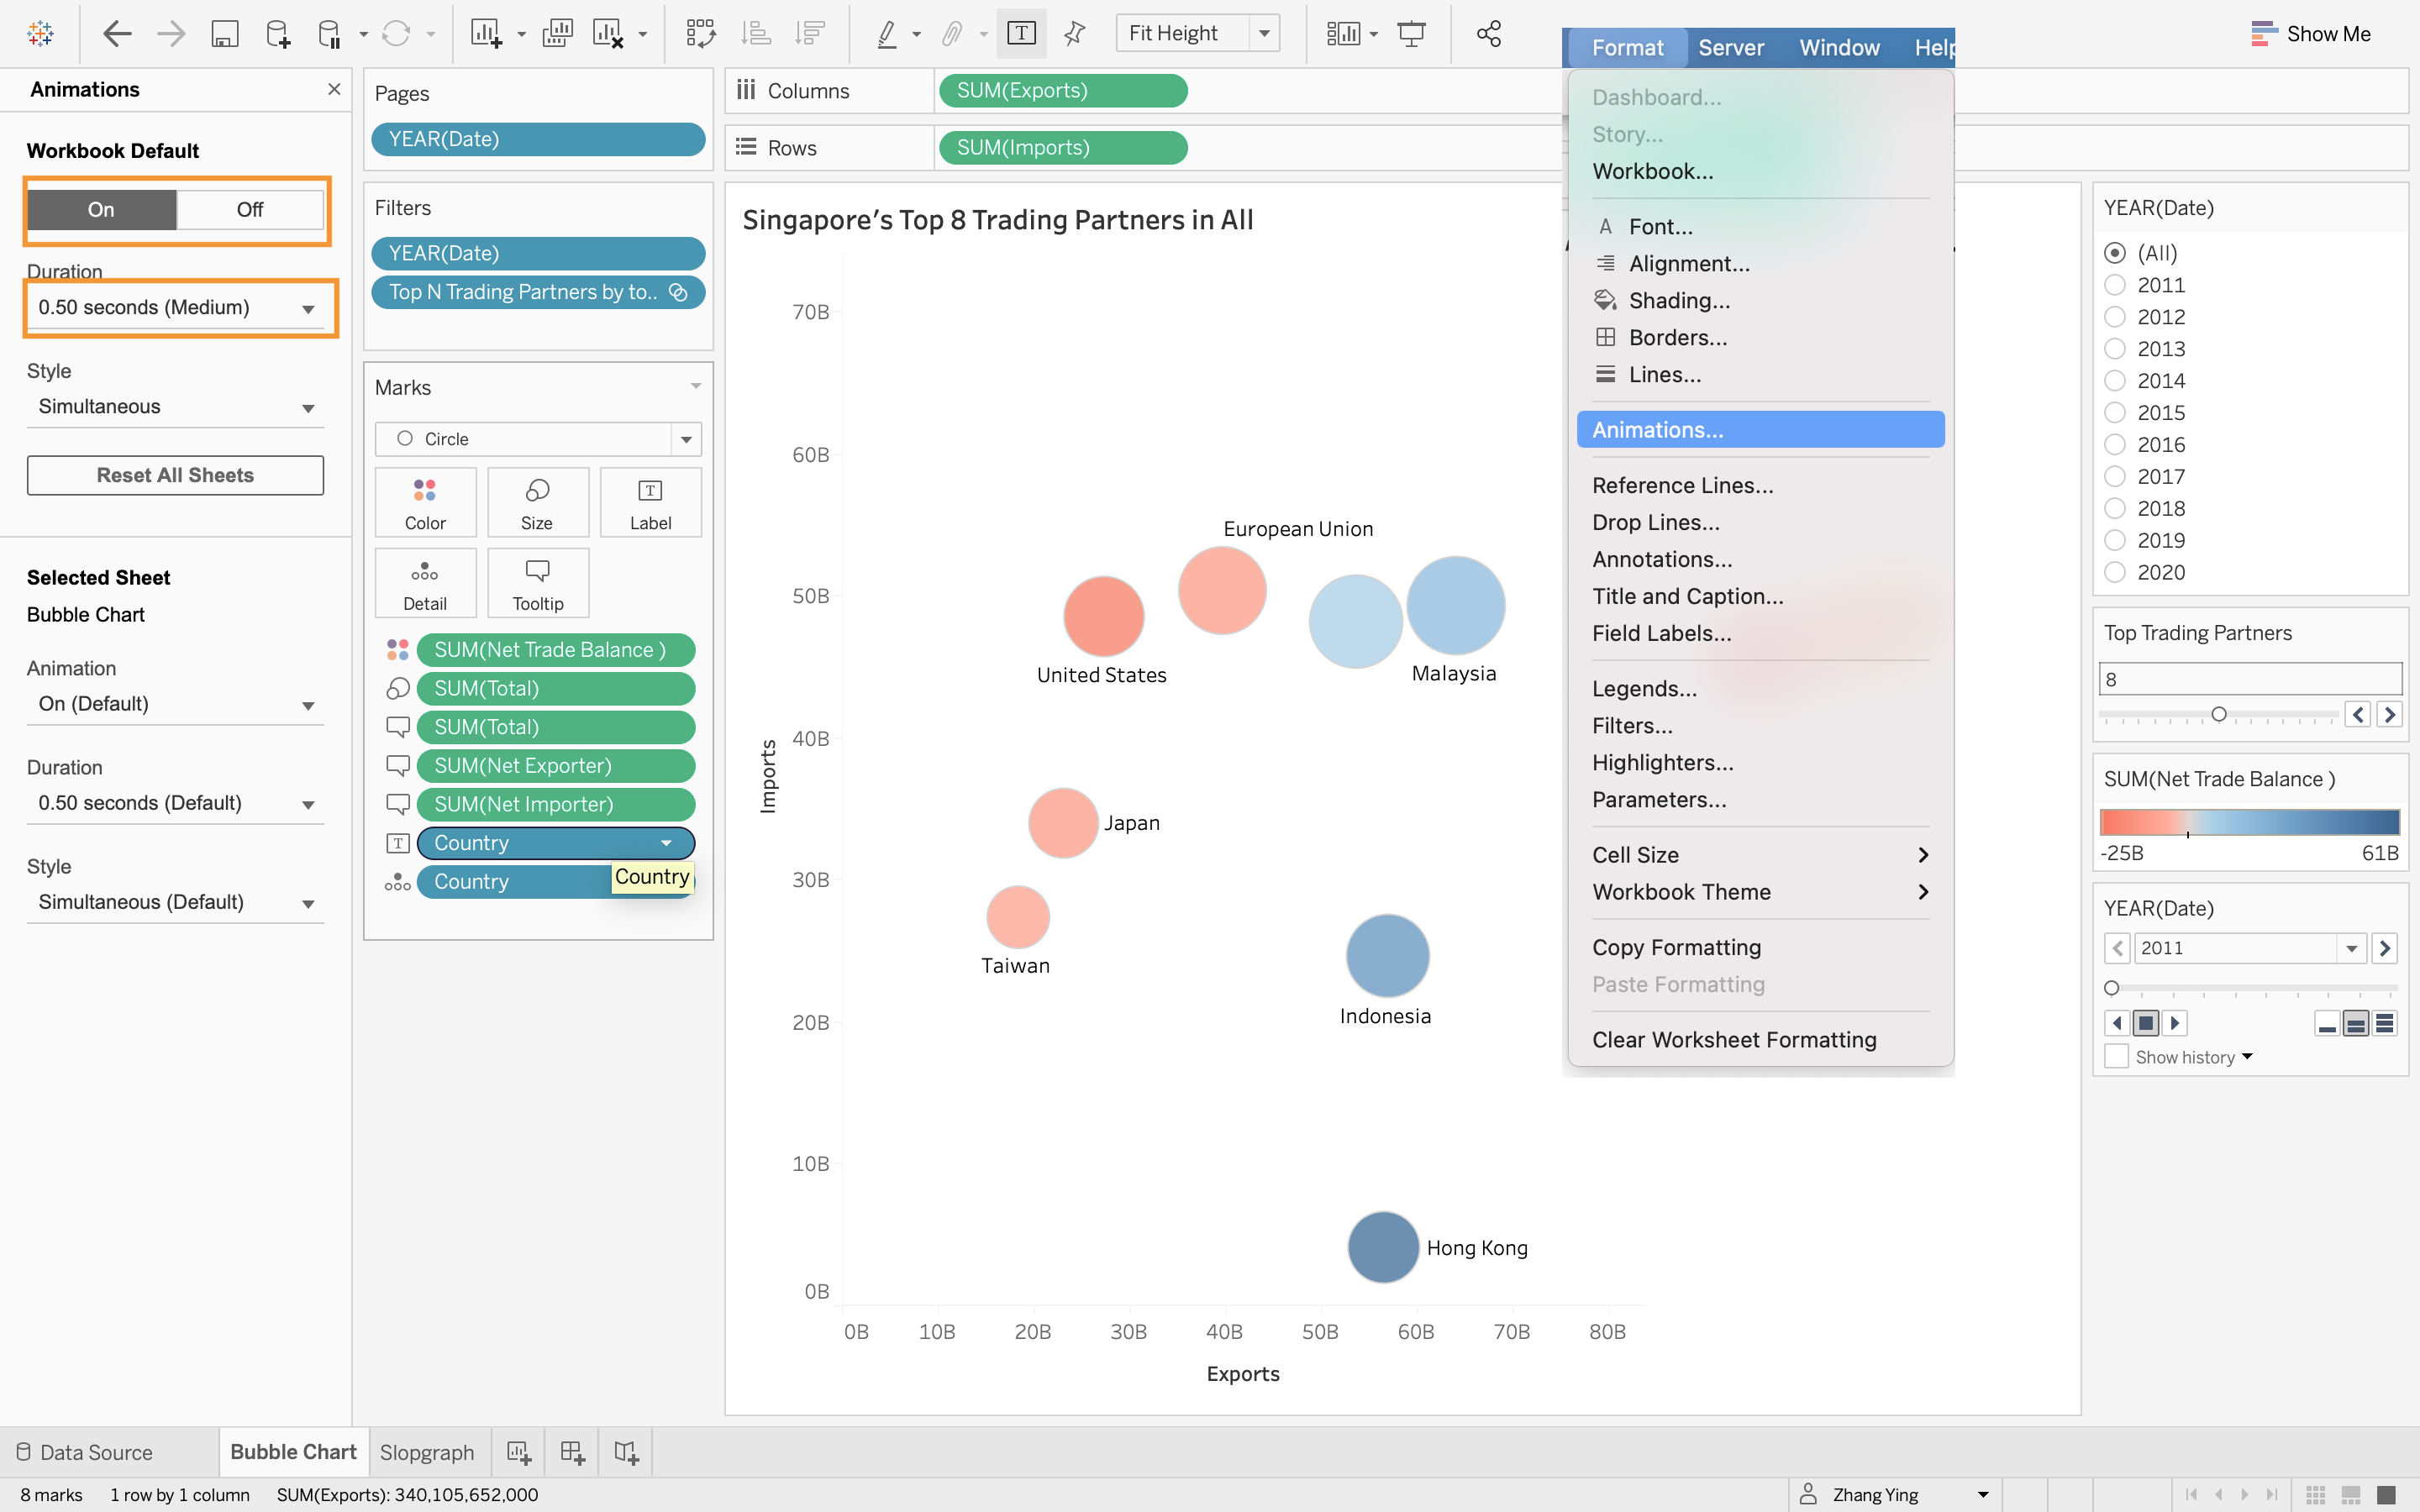 Fit Height
Show Me
Format Server Window Help
Animations
Workbook Default
On Off
Duration
0.50 seconds (Medium)
Style
Simultaneous
Reset All Sheets
Selected Sheet
Bubble Chart
Animation
On (Default)
Duration
0.50 seconds (Default)
Style
Simultaneous (Default)
Pages
YEAR(Date)
Filters
YEAR(Date)
Top N Trading Partners by to..
Marks
Circle
Color Size Label
Detail Tooltip
SUM(Net Trade Balance )
SUM(Total)
SUM(Total)
SUM(Net Exporter)
SUM(Net Importer)
Country
Country
Country
Columns SUM(Exports)
Rows SUM(Imports)
Singapore's Top 8 Trading Partners in All
70B
60B
50B
40B
30B
20B
10B
0B
Imports
European Union
United States
Malaysia
Japan
Taiwan
Indonesia
Hong Kong
0B 10B 20B 30B 40B 50B 60B 70B 80B
Exports
Dashboard...
Story...
Workbook...
A Font...
Alignment...
Shading...
Borders...
Lines...
Animations...
Reference Lines...
Drop Lines...
Annotations...
Title and Caption...
Field Labels...
Legends...
Filters...
Highlighters...
Parameters...
Cell Size
Workbook Theme
Copy Formatting
Paste Formatting
Clear Worksheet Formatting
YEAR(Date)
(All)
2011
2012
2013
2014
2015
2016
2017
2018
2019
2020
Top Trading Partners
8
SUM(Net Trade Balance )
-25B 61B
YEAR(Date)
2011
Show history
Data Source Bubble Chart Slopgraph
8 marks 1 row by 1 column SUM(Exports): 340,105,652,000
Zhang Ying